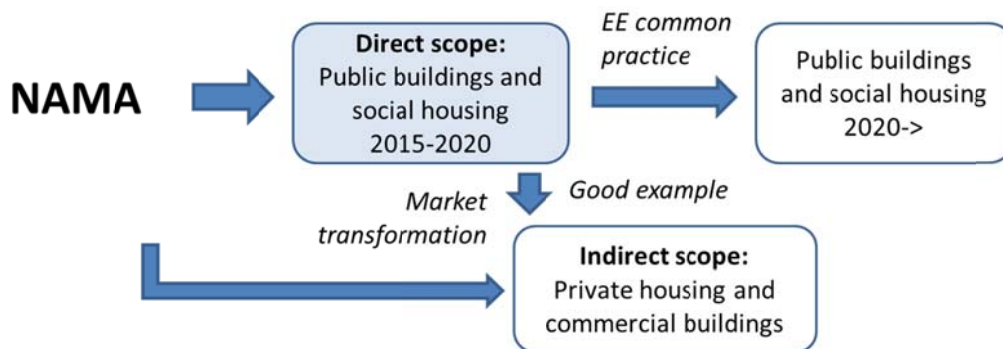 NAMA
Direct scope:
Public buildings and
social housing
2015-2020
EE common
practice
Public buildings
and social housing
2020->
Market
transformation
Good example
Indirect scope:
Private housing and
commercial buildings